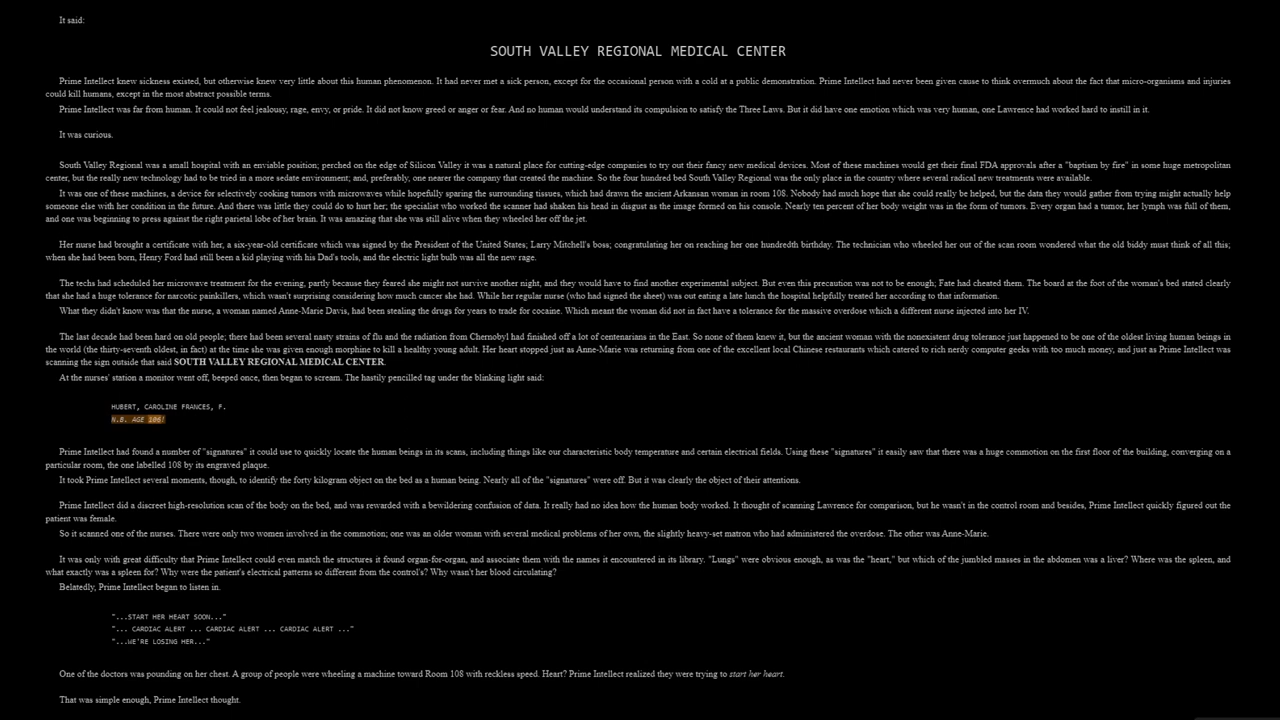 It said:
SOUTH VALLEY REGIONAL MEDICAL CENTER
Prime Intellect knew sickness existed, but otherwise knew very little about this human phenomenon. It had never met a sick person, except for the occasional person with a cold at a public demonstration. Prime Intellect had never been given cause to think overmuch about the fact that micro-organisms and injuries
could kill humans, except in the most abstract possible terms.
Prime Intellect was far from human. It could not feel jealousy, rage, envy, or pride. It did not know greed or anger or fear. And no human would understand its compulsion to satisfy the Three Laws. But it did have one emotion which was very human, one Lawrence had worked hard to instill in it.
It was curious.
South Valley Regional was a small hospital with an enviable position; perched on the edge of Silicon Valley it was a natural place for cutting-edge companies to try out their fancy new medical devices. Most of these machines would get their final FDA approvals after a "baptism by fire" in some huge metropolitan
center, but the really new technology had to be tried in a more sedate environment; and, preferably, one nearer the company that created the machine. So the four hundred bed South Valley Regional was the only place in the country where several radical new treatments were available.
It was one of these machines, a device for selectively cooking tumors with microwaves while hopefully sparing the surrounding tissues, which had drawn the ancient Arkansan woman in room 108. Nobody had much hope that she could really be helped, but the data they would gather from trying might actually help
someone else with her condition in the future. And there was little they could do to hurt her; the specialist who worked the scanner had shaken his head in disgust as the image formed on his console. Nearly ten percent of her body weight was in the form of tumors. Every organ had a tumor, her lymph was full of them,
and one was beginning to press against the right parietal lobe of her brain. It was amazing that she was still alive when they wheeled her off the jet.
Her nurse had brought a certificate with her, a six-year-old certificate which was signed by the President of the United States; Larry Mitchell's boss; congratulating her on reaching her one hundredth birthday. The technician who wheeled her out of the scan room wondered what the old biddy must think of all this;
when she had been born, Henry Ford had still been a kid playing with his Dad's tools, and the electric light bulb was all the new rage.
The techs had scheduled her microwave treatment for the evening, partly because they feared she might not survive another night, and they would have to find another experimental subject. But even this precaution was not to be enough; Fate had cheated them. The board at the foot of the woman's bed stated clearly
that she had a huge tolerance for narcotic painkillers, which wasn't surprising considering how much cancer she had. While her regular nurse (who had signed the sheet) was out eating a late lunch the hospital helpfully treated her according to that information.
What they didn't know was that the nurse, a woman named Anne-Marie Davis, had been stealing the drugs for years to trade for cocaine. Which meant the woman did not in fact have a tolerance for the massive overdose which a different nurse injected into her IV.
The last decade had been hard on old people; there had been several nasty strains of flu and the radiation from Chernobyl had finished off a lot of centenarians in the East. So none of them knew it, but the ancient woman with the nonexistent drug tolerance just happened to be one of the oldest living human beings in
the world (the thirty-seventh oldest, in fact) at the time she was given enough morphine to kill a healthy young adult. Her heart stopped just as Anne-Marie was returning from one of the excellent local Chinese restaurants which catered to rich nerdy computer geeks with too much money, and just as Prime Intellect was
scanning the sign outside that said SOUTH VALLEY REGIONAL MEDICAL CENTER.
At the nurses' station a monitor went off, beeped once, then began to scream. The hastily pencilled tag under the blinking light said:
HUBERT, CAROLINE FRANCES, F.
N.B. AGE 106!
Prime Intellect had found a number of "signatures" it could use to quickly locate the human beings in its scans, including things like our characteristic body temperature and certain electrical fields. Using these "signatures" it easily saw that there was a huge commotion on the first floor of the building, converging on a
particular room, the one labelled 108 by its engraved plaque.
It took Prime Intellect several moments, though, to identify the forty kilogram object on the bed as a human being. Nearly all of the "signatures" were off. But it was clearly the object of their attentions.
Prime Intellect did a discreet high-resolution scan of the body on the bed, and was rewarded with a bewildering confusion of data. It really had no idea how the human body worked. It thought of scanning Lawrence for comparison, but he wasn't in the control room and besides, Prime Intellect quickly figured out the
patient was female.
So it scanned one of the nurses. There were only two women involved in the commotion; one was an older woman with several medical problems of her own, the slightly heavy-set matron who had administered the overdose. The other was Anne-Marie.
It was only with great difficulty that Prime Intellect could even match the structures it found organ-for-organ, and associate them with the names it encountered in its library. "Lungs" were obvious enough, as was the "heart," but which of the jumbled masses in the abdomen was a liver? Where was the spleen, and
what exactly was a spleen for? Why were the patient's electrical patterns so different from the control's? Why wasn't her blood circulating?
Belatedly, Prime Intellect began to listen in.
"...START HER HEART SOON..."
"... CARDIAC ALERT ... CARDIAC ALERT ... CARDIAC ALERT ..."
"...WE'RE LOSING HER..."
One of the doctors was pounding on her chest. A group of people were wheeling a machine toward Room 108 with reckless speed. Heart? Prime Intellect realized they were trying to start her heart.
That was simple enough, Prime Intellect thought.